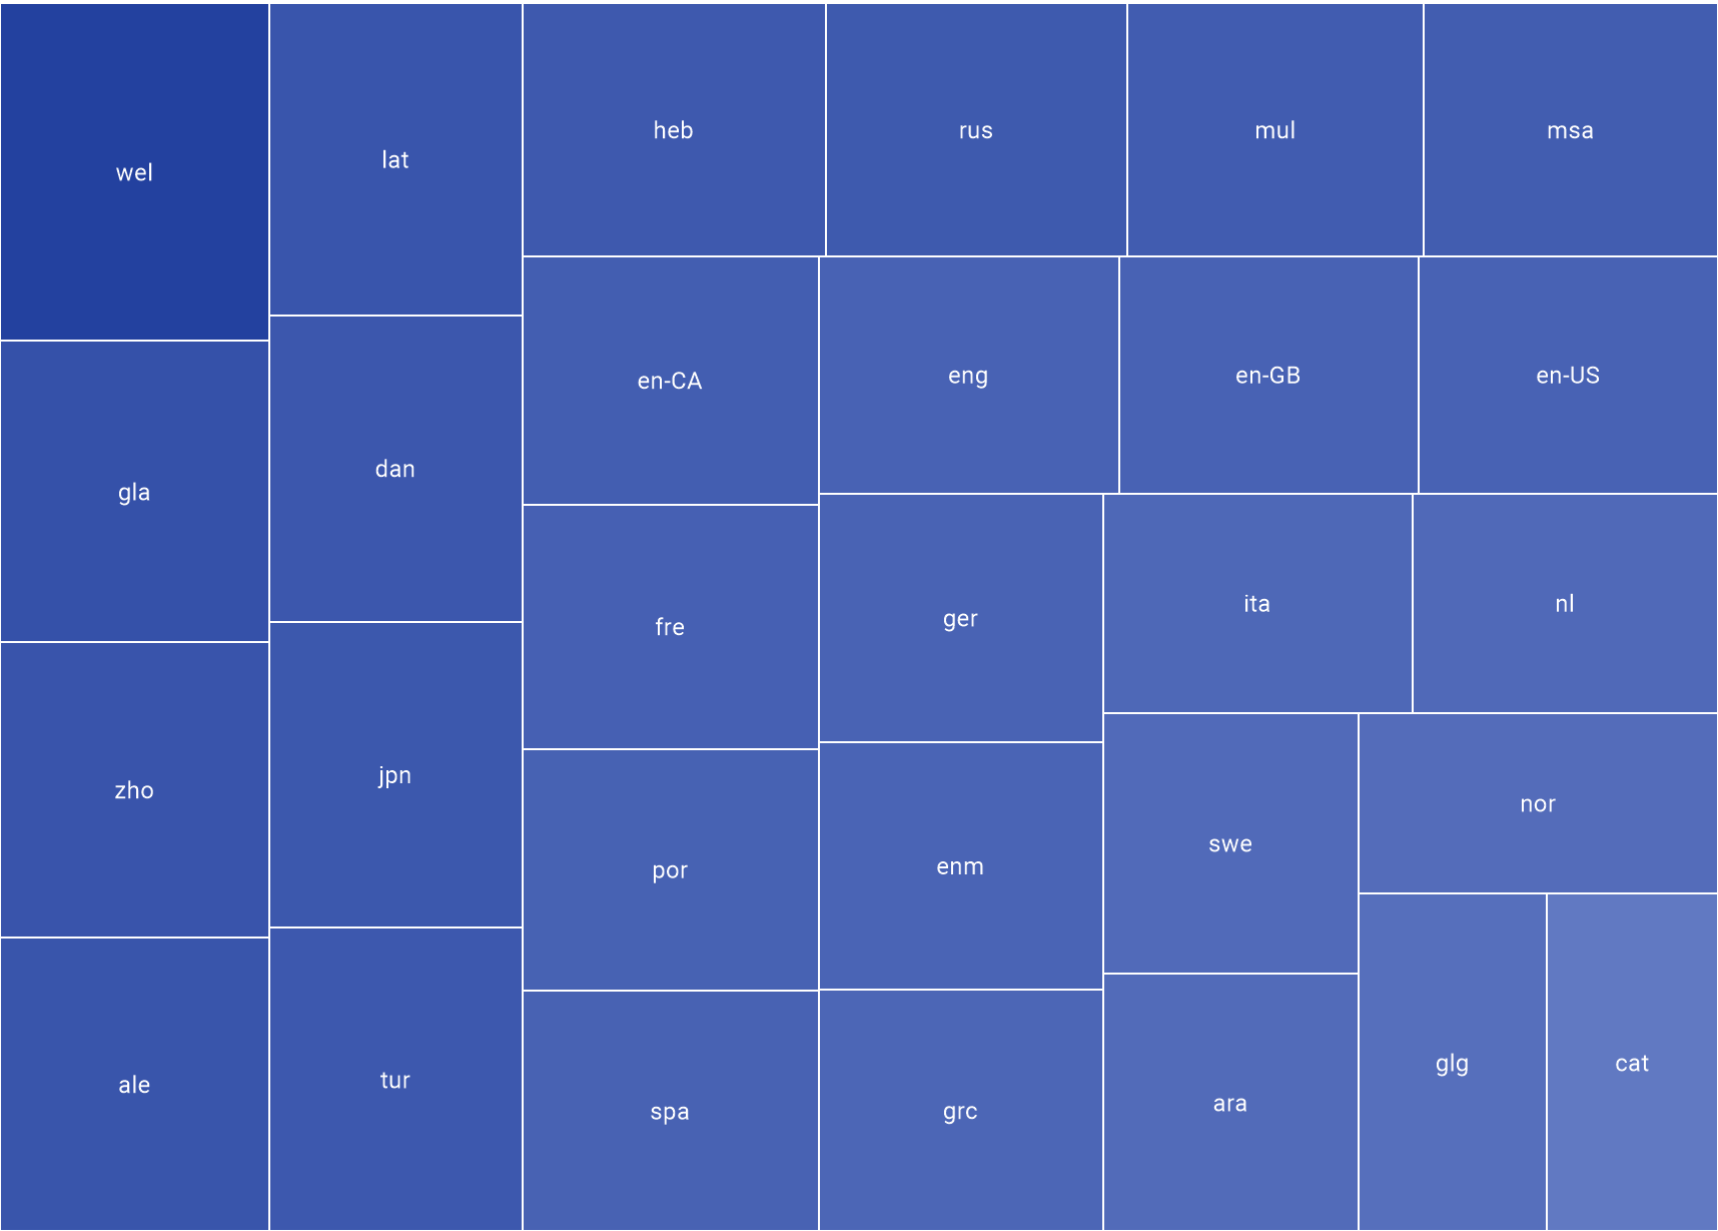 wel
gla
zho
ale
lat
dan
jpn
tur
heb
rus
mul
msa
en-CA
fre
por
spa
eng
en-GB
en-US
ger
enm
grc
ita
nl
swe
ara
nor
glg
cat